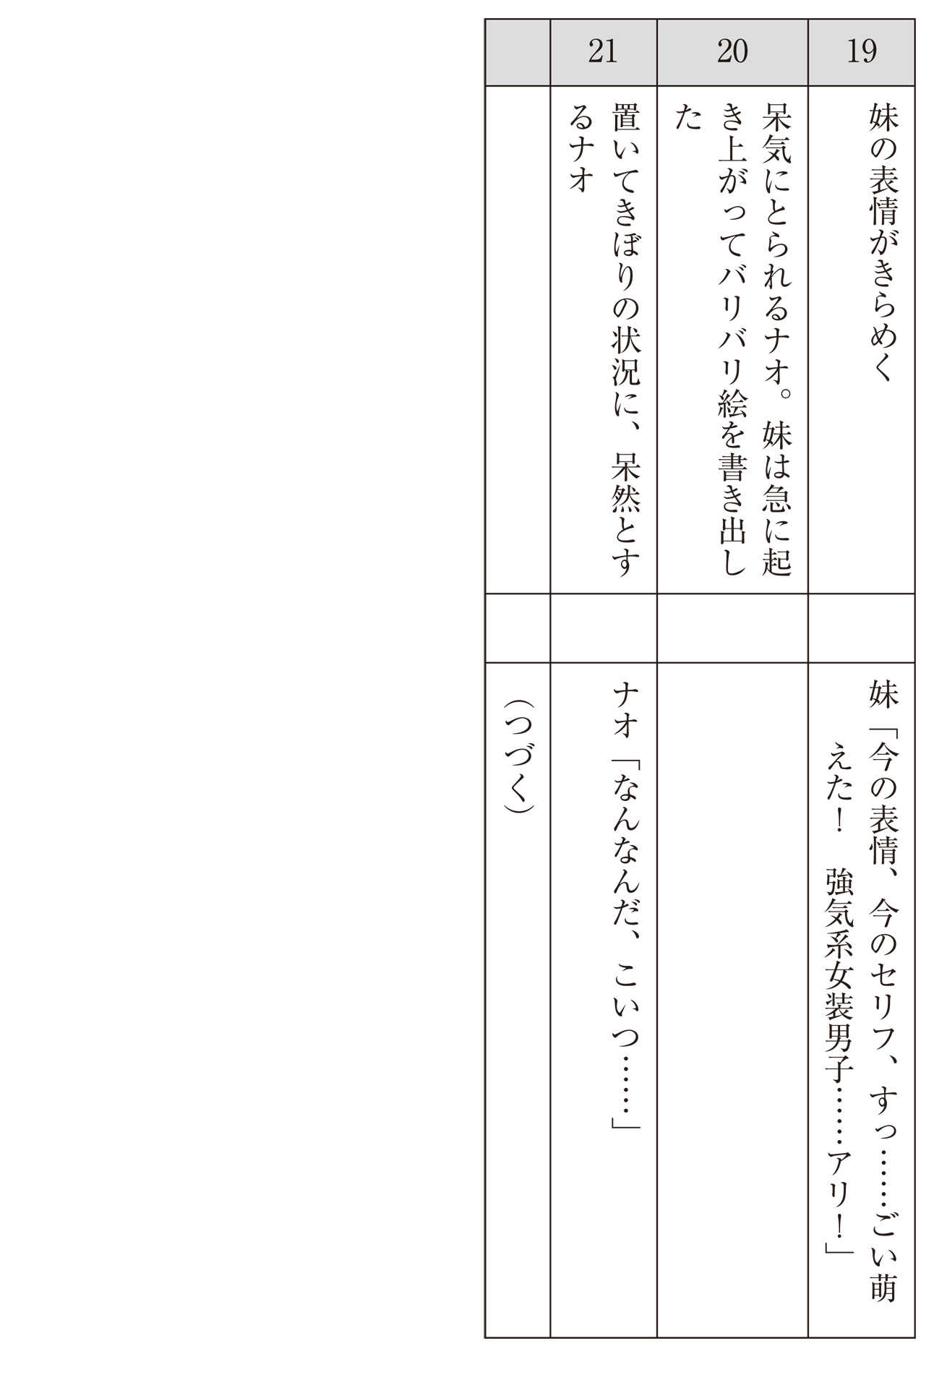 19
妹の表情がきらめく
妹「今の表情、今のセリフ、すっ……ごい萌
えた！　強気系女装男子……アリ！」
20
呆気にとられるナオ。妹は急に起
き上がってバリバリ絵を書き出し
た
21
置いてきぼりの状況に、呆然とす
るナオ
ナオ「なんなんだ、こいつ……」
（つづく）